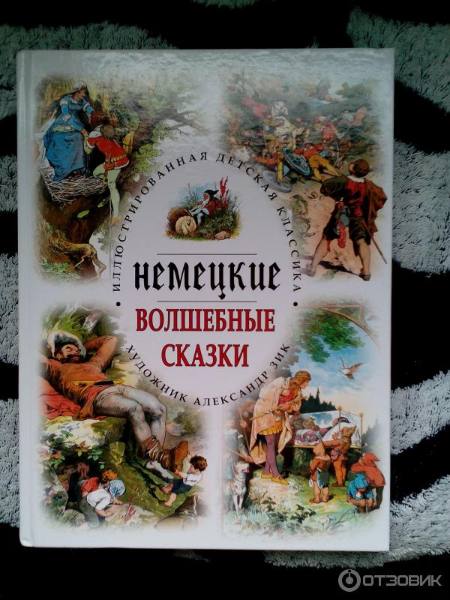 ИЛЛЮСТРИРОВАННАЯ ДЕТСКАЯ КЛАССИКА
НЕМЕЦКИЕ
ВОЛШЕБНЫЕ
СКАЗКИ
ХУДОЖНИК АЛЕКСАНДР ЗИК
ОТЗОВИК